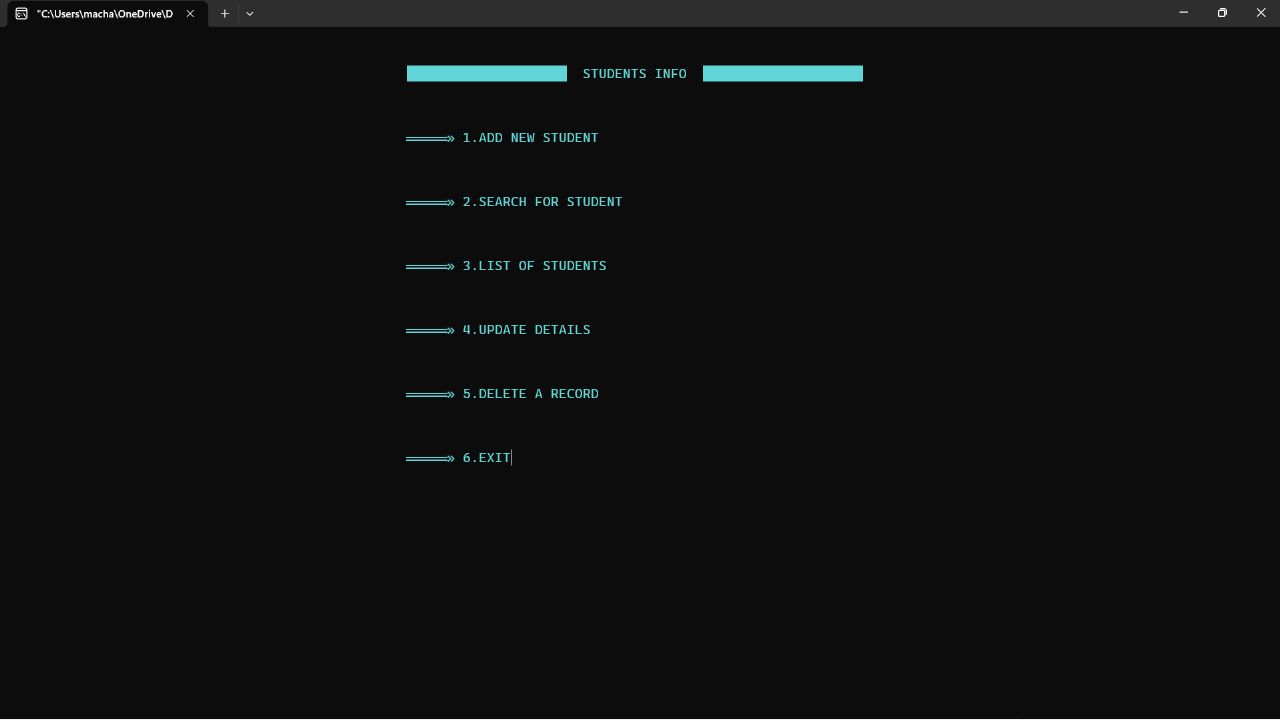 "C:\Users\macha\OneDrive\D
STUDENTS INFO
═════» 1.ADD NEW STUDENT
═════» 2.SEARCH FOR STUDENT
═════» 3.LIST OF STUDENTS
═════» 4.UPDATE DETAILS
═════» 5.DELETE A RECORD
═════» 6.EXIT